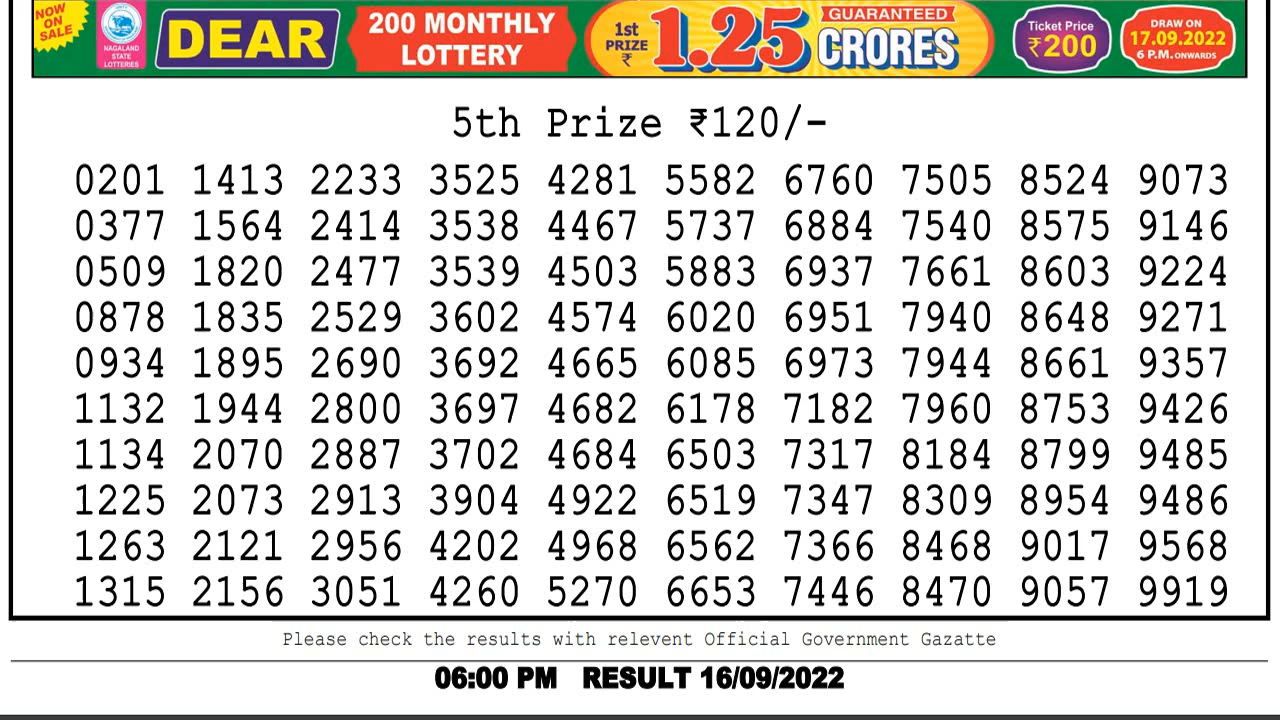 NOW ON SALE
NAGALAND STATE LOTTERIES
DEAR
200 MONTHLY
LOTTERY
1st PRIZE ₹
1.25
GUARANTEED
CRORES
Ticket Price
₹200
DRAW ON
17.09.2022
6 P.M. ONWARDS
5th Prize ₹120/-
0201 1413 2233 3525 4281 5582 6760 7505 8524 9073
0377 1564 2414 3538 4467 5737 6884 7540 8575 9146
0509 1820 2477 3539 4503 5883 6937 7661 8603 9224
0878 1835 2529 3602 4574 6020 6951 7940 8648 9271
0934 1895 2690 3692 4665 6085 6973 7944 8661 9357
1132 1944 2800 3697 4682 6178 7182 7960 8753 9426
1134 2070 2887 3702 4684 6503 7317 8184 8799 9485
1225 2073 2913 3904 4922 6519 7347 8309 8954 9486
1263 2121 2956 4202 4968 6562 7366 8468 9017 9568
1315 2156 3051 4260 5270 6653 7446 8470 9057 9919
Please check the results with relevent Official Government Gazatte
06:00 PM RESULT 16/09/2022